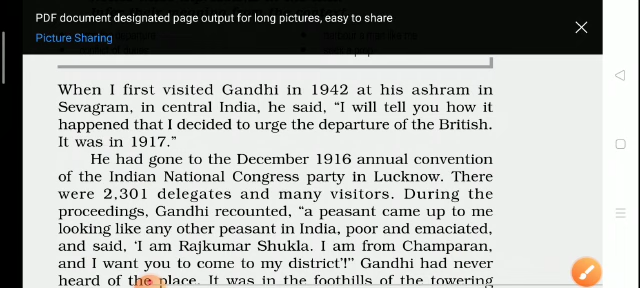 PDF document designated page output for long pictures, easy to share
Picture Sharing
When I first visited Gandhi in 1942 at his ashram in
Sevagram, in central India, he said, “I will tell you how it
happened that I decided to urge the departure of the British.
It was in 1917.”
He had gone to the December 1916 annual convention
of the Indian National Congress party in Lucknow. There
were 2,301 delegates and many visitors. During the
proceedings, Gandhi recounted, “a peasant came up to me
looking like any other peasant in India, poor and emaciated,
and said, ‘I am Rajkumar Shukla. I am from Champaran,
and I want you to come to my district’!” Gandhi had never
heard of the place. It was in the foothills of the towering